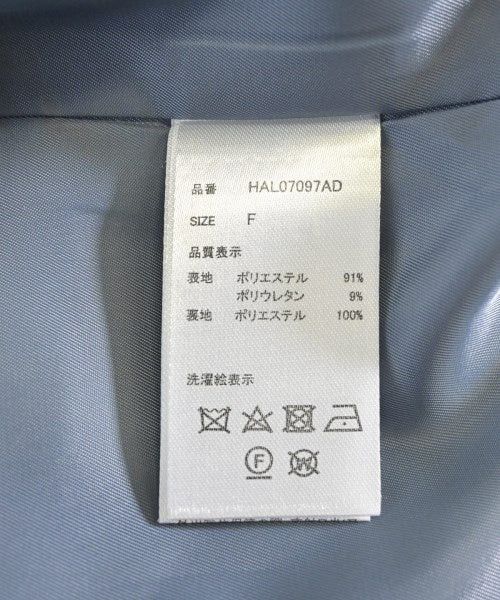 品番 HAL07097AD
SIZE F
品質表示
表地 ポリエステル 91%
ポリウレタン 9%
裏地 ポリエステル 100%
洗濯絵表示
F W